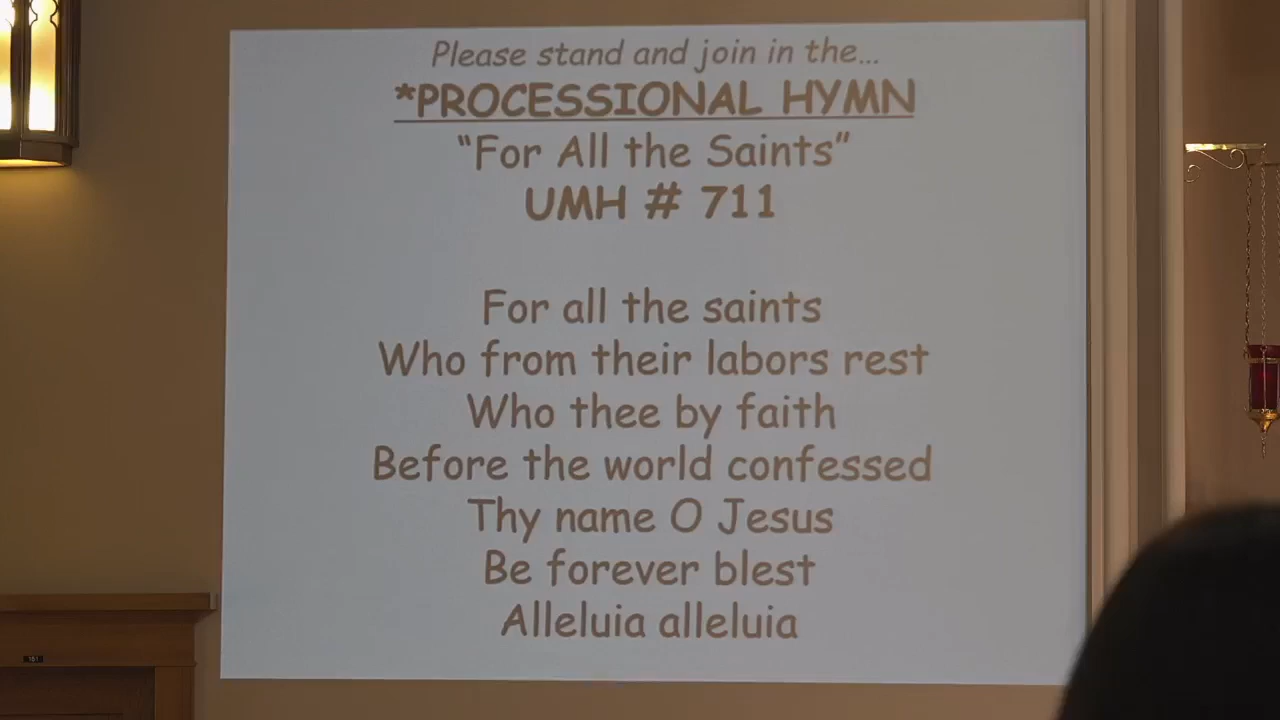 Please stand and join in the...
*PROCESSIONAL HYMN
“For All the Saints”
UMH # 711
For all the saints
Who from their labors rest
Who thee by faith
Before the world confessed
Thy name O Jesus
Be forever blest
Alleluia alleluia
151